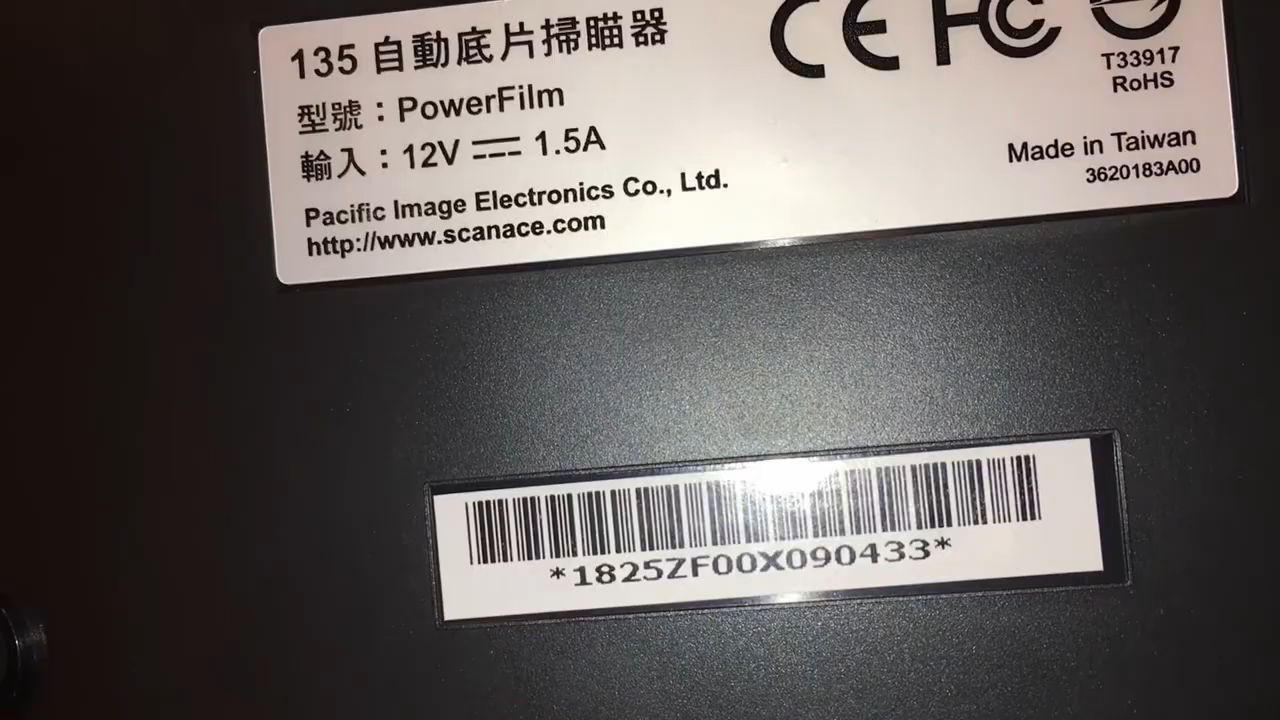 135 自動底片掃瞄器
型號：PowerFilm
輸入：12V ⎓ 1.5A
Pacific Image Electronics Co., Ltd.
http://www.scanace.com
CE FC
T33917
RoHS
Made in Taiwan
3620183A00
*1825ZF00X090433*